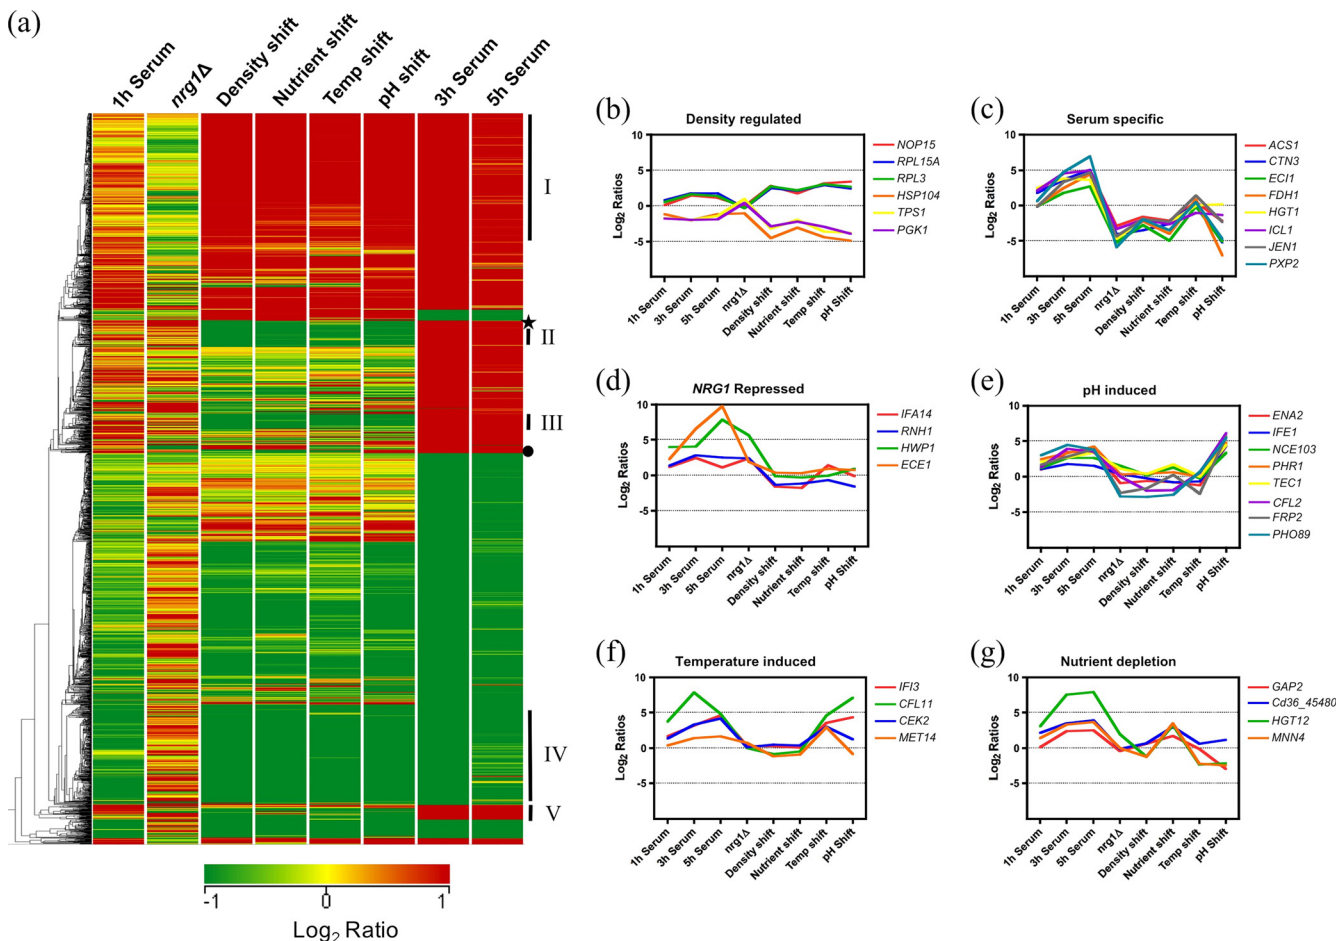 (a)
1h Serum
nrg1Δ
Density shift
Nutrient shift
Temp shift
pH shift
3h Serum
5h Serum
I
II
III
IV
V
-1 0 1
Log2 Ratio
(b)
Density regulated
Log2 Ratios
10
5
0
-5
1h Serum
3h Serum
5h Serum
nrg1Δ
Density shift
Nutrient shift
Temp shift
pH Shift
NOP15
RPL15A
RPL3
HSP104
TPS1
PGK1
(c)
Serum specific
Log2 Ratios
10
5
0
-5
1h Serum
3h Serum
5h Serum
nrg1Δ
Density shift
Nutrient shift
Temp shift
pH Shift
ACS1
CTN3
ECI1
FDH1
HGT1
ICL1
JEN1
PXP2
(d)
NRG1 Repressed
Log2 Ratios
10
5
0
-5
1h Serum
3h Serum
5h Serum
nrg1Δ
Density shift
Nutrient shift
Temp shift
pH Shift
IFA14
RNH1
HWP1
ECE1
(e)
pH induced
Log2 Ratios
10
5
0
-5
1h Serum
3h Serum
5h Serum
nrg1Δ
Density shift
Nutrient shift
Temp shift
pH Shift
ENA2
IFE1
NCE103
PHR1
TEC1
CFL2
FRP2
PHO89
(f)
Temperature induced
Log2 Ratios
10
5
0
-5
1h Serum
3h Serum
5h Serum
nrg1Δ
Density shift
Nutrient shift
Temp shift
pH Shift
IFI3
CFL11
CEK2
MET14
(g)
Nutrient depletion
Log2 Ratios
10
5
0
-5
1h Serum
3h Serum
5h Serum
nrg1Δ
Density shift
Nutrient shift
Temp shift
pH Shift
GAP2
Cd36_45480
HGT12
MNN4